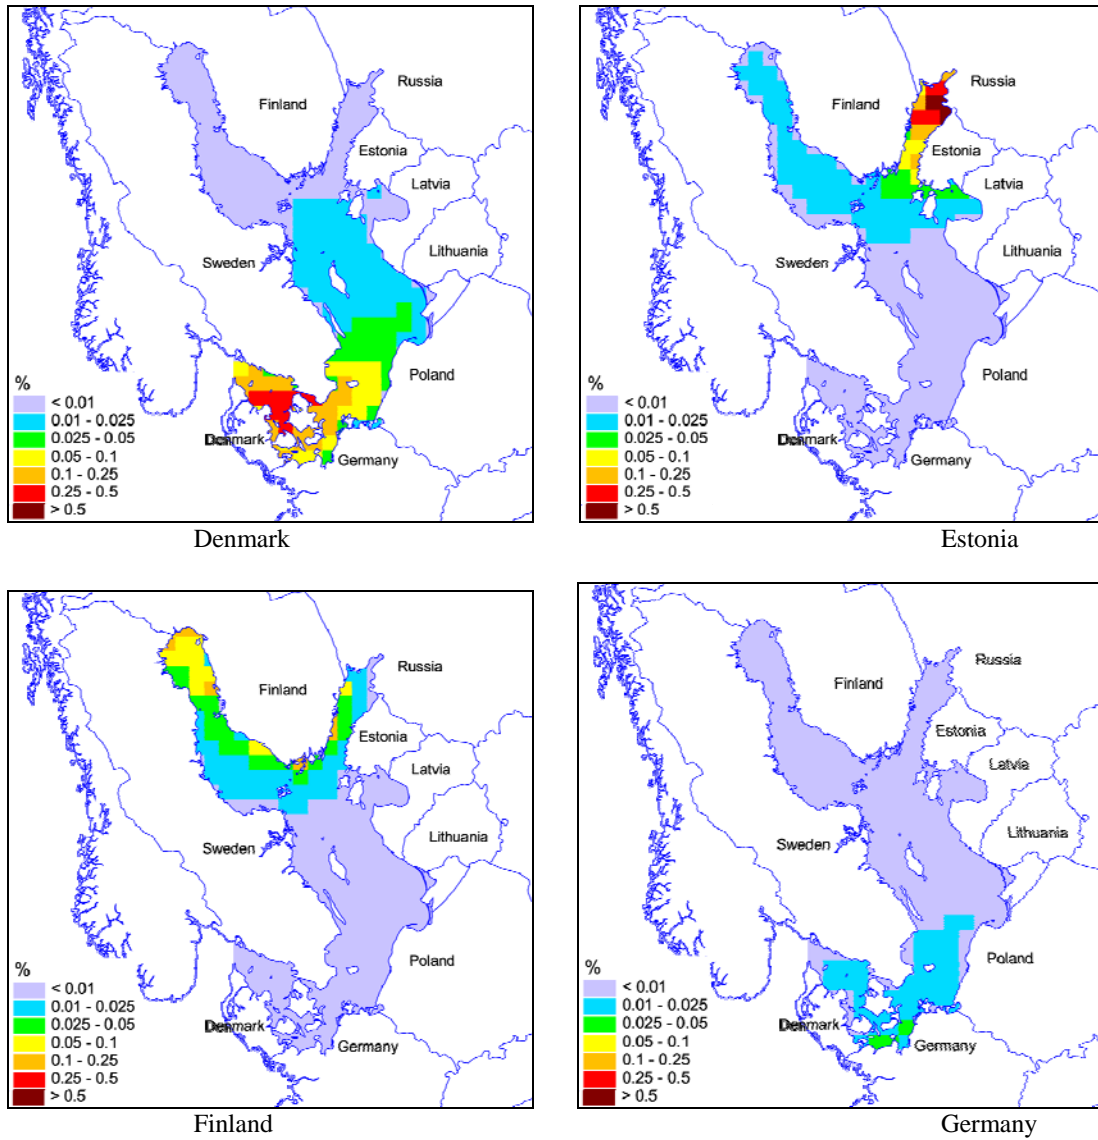 Russia
Finland
Estonia
Latvia
Lithuania
Sweden
Poland
%
< 0.01
0.01 - 0.025
0.025 - 0.05
0.05 - 0.1
0.1 - 0.25
0.25 - 0.5
> 0.5
Denmark
Germany
Denmark
Russia
Finland
Estonia
Latvia
Lithuania
Sweden
Poland
%
< 0.01
0.01 - 0.025
0.025 - 0.05
0.05 - 0.1
0.1 - 0.25
0.25 - 0.5
> 0.5
Denmark
Germany
Estonia
Russia
Finland
Estonia
Latvia
Lithuania
Sweden
Poland
%
< 0.01
0.01 - 0.025
0.025 - 0.05
0.05 - 0.1
0.1 - 0.25
0.25 - 0.5
> 0.5
Denmark
Germany
Finland
Russia
Finland
Estonia
Latvia
Lithuania
Sweden
Poland
%
< 0.01
0.01 - 0.025
0.025 - 0.05
0.05 - 0.1
0.1 - 0.25
0.25 - 0.5
> 0.5
Denmark
Germany
Germany